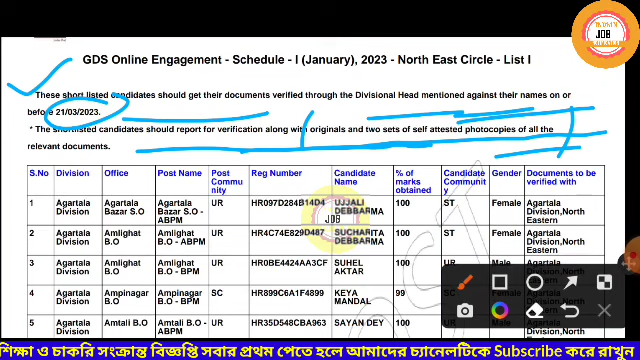 JOB
GDS Online Engagement - Schedule - I (January), 2023 - North East Circle - List I
These short listed candidates should get their documents verified through the Divisional Head mentioned against their names on or
before 21/03/2023.
* The shortlisted candidates should report for verification along with originals and two sets of self attested photocopies of all the
relevant documents.
S.No Division Office Post Name Post Community Reg Number Candidate Name % of marks obtained Candidate Community Gender Documents to be verified with
1 Agartala Division Agartala Bazar S.O Agartala Bazar S.O - ABPM UR HR097D284B14D4 UJJALI DEBBARMA 100 ST Female Agartala Division,North Eastern
JOB
2 Agartala Division Amlighat B.O Amlighat B.O - ABPM UR HR4C74E829D487 SUCHARITA DEBBARMA 100 ST Female Agartala Division,North Eastern
3 Agartala Division Amlighat B.O Amlighat B.O - BPM UR HR0BE4424AA3CF SUHEL AKTAR 100 UR Male Agartala
4 Agartala Division Ampinagar B.O Ampinagar B.O - BPM SC HR899C6A1F4899 KEYA MANDAL 99 SC Female
5 Agartala Division Amtali B.O Amtali B.O - ABPM UR HR35D548CBA963 SAYAN DEY 100
শিক্ষা ও চাকরি সংক্রান্ত বিজ্ঞপ্তি সবার প্রথম পেতে হলে আমাদের চ্যানেলটিকে Subscribe করে রাখুন